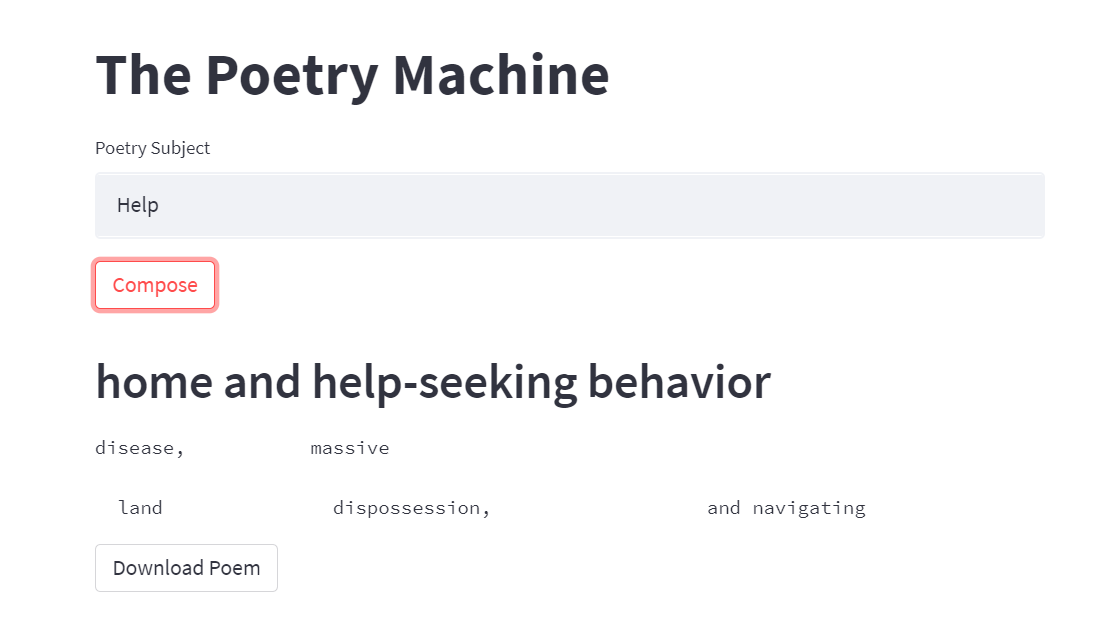 The Poetry Machine
Poetry Subject
Help
Compose
home and help-seeking behavior
disease, massive
land dispossession, and navigating
Download Poem